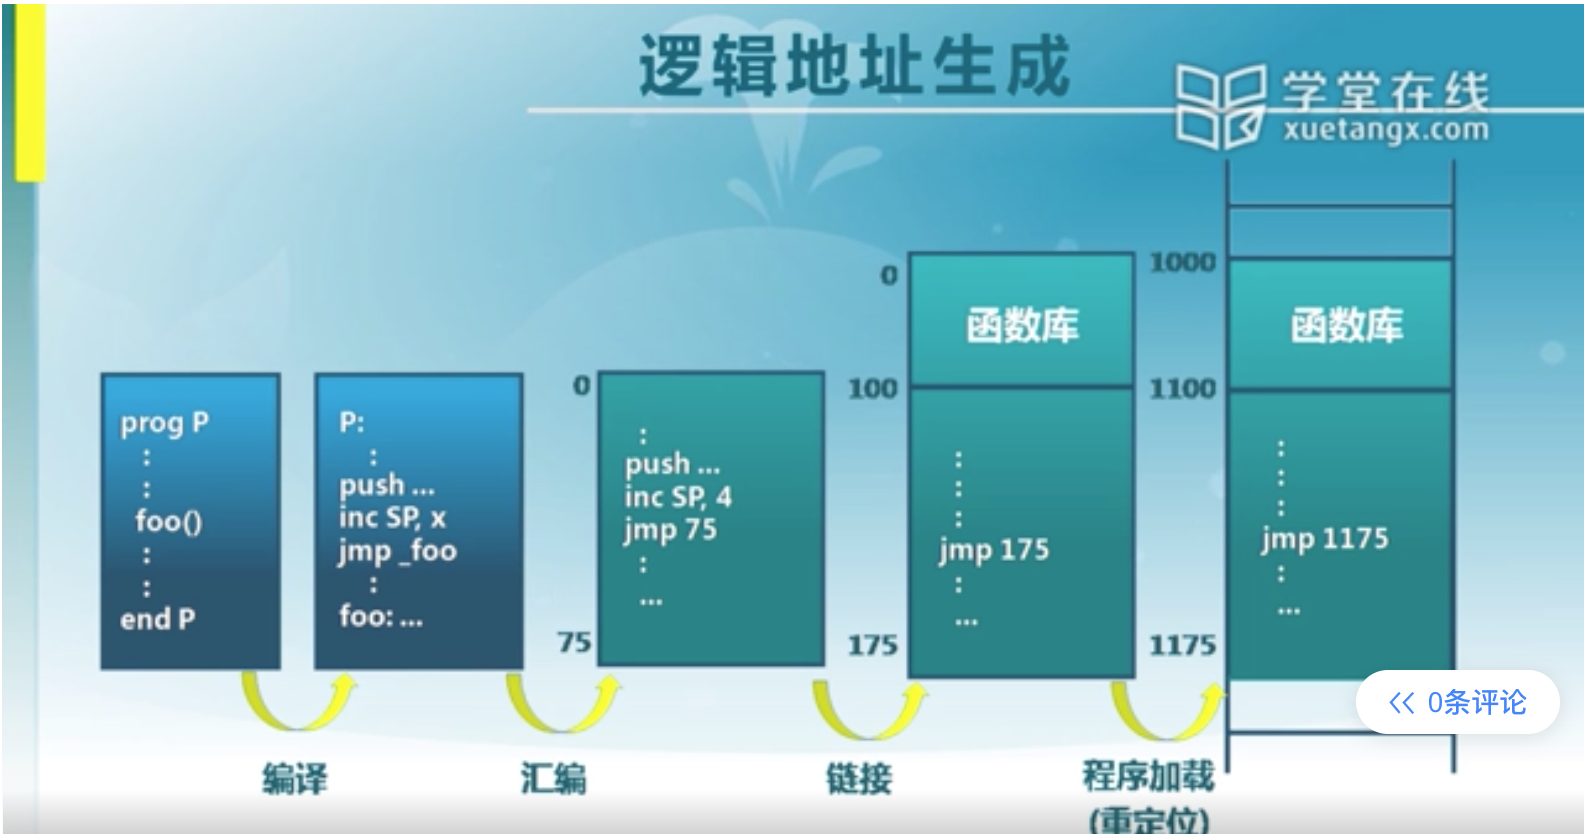 逻辑地址生成
学堂在线
xuetangx.com
prog P
:
:
foo()
:
:
end P
P:
:
push ...
inc SP, x
jmp _foo
:
foo: ...
0
:
push ...
inc SP, 4
jmp 75
:
...
75
0
函数库
100
:
:
:
jmp 175
:
...
175
1000
函数库
1100
:
:
:
jmp 1175
:
...
1175
0条评论
编译
汇编
链接
程序加载
(重定位)